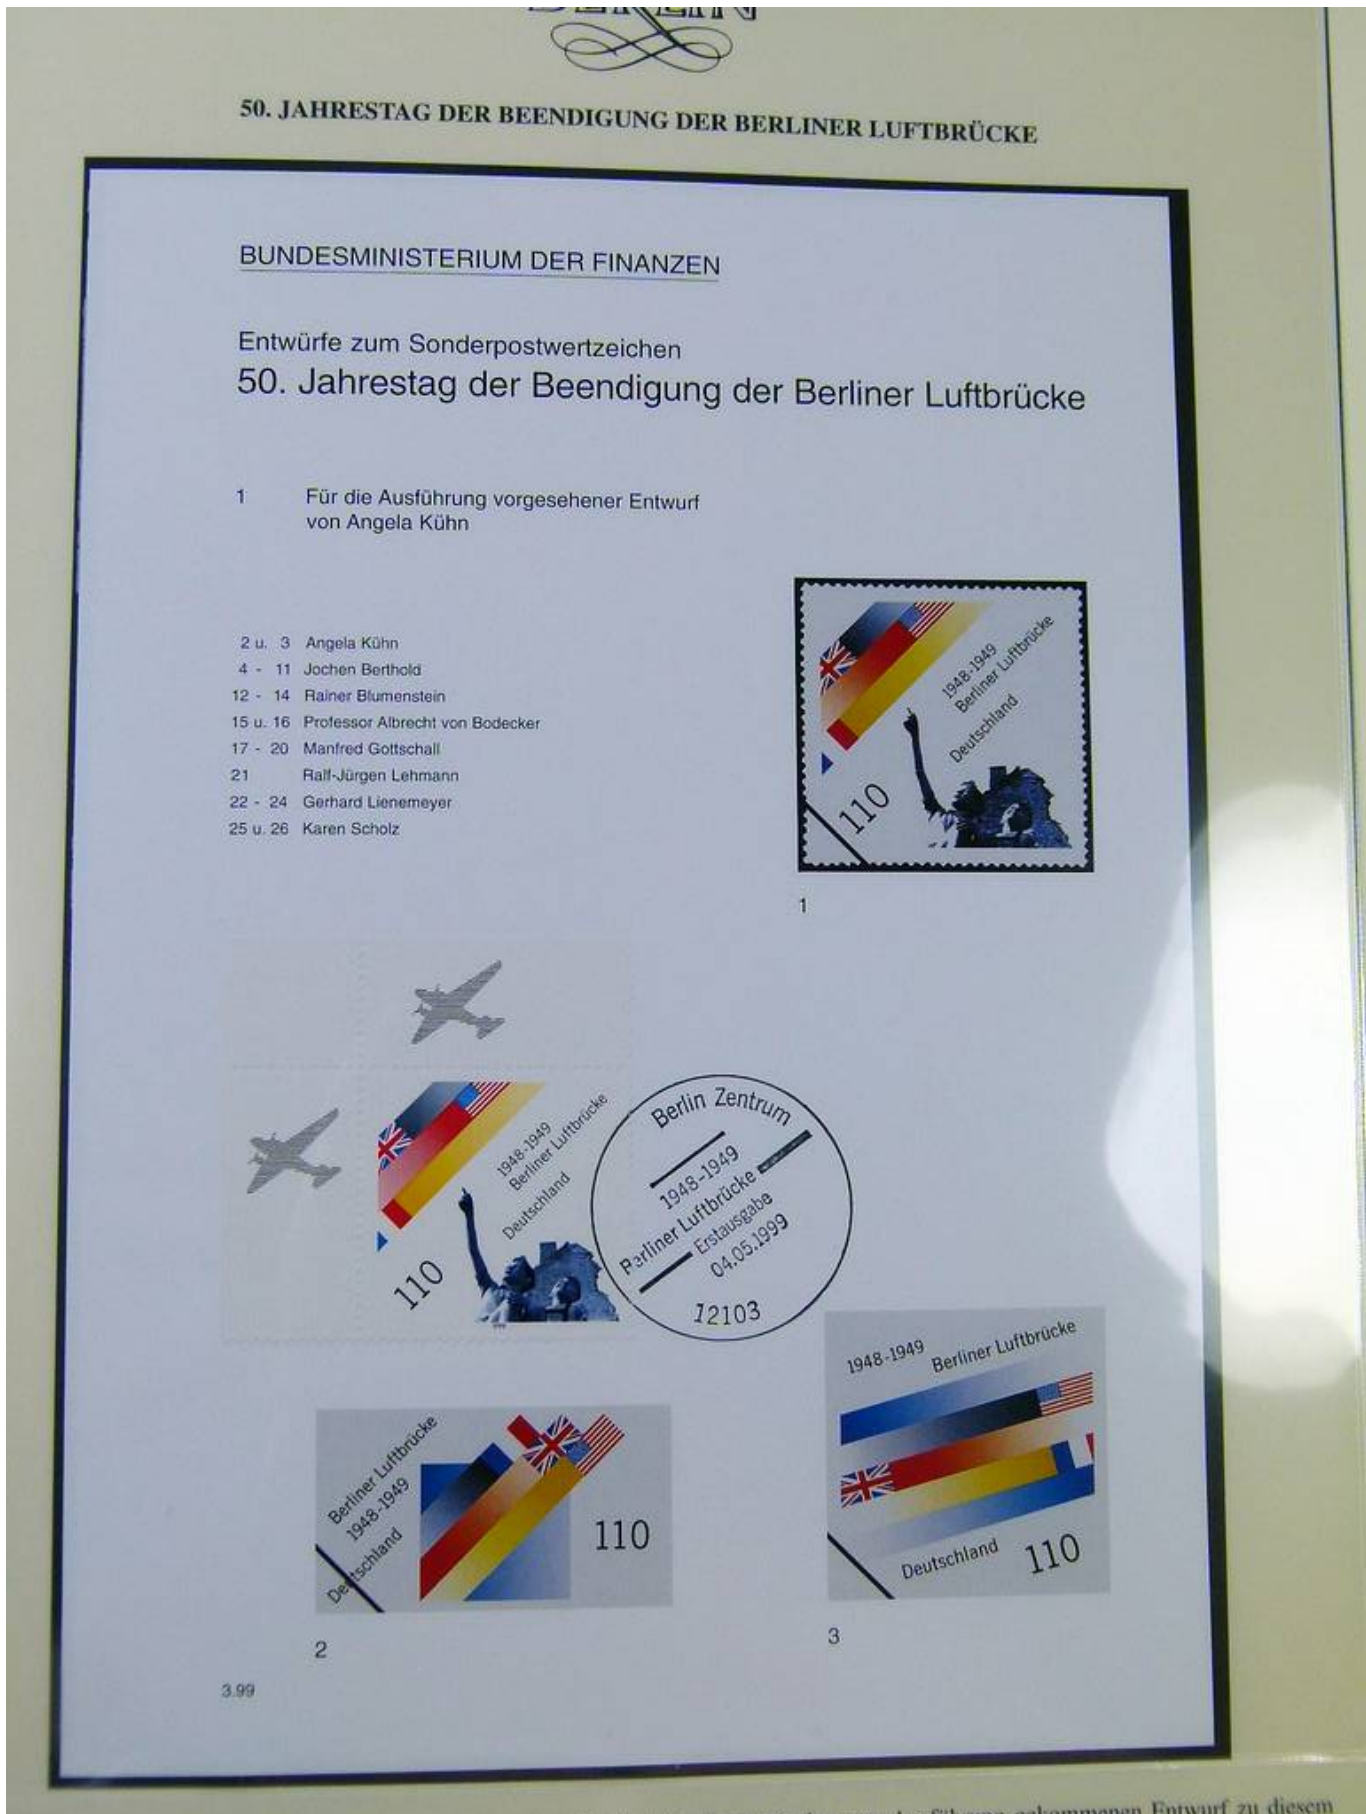 BERLIN
50. JAHRESTAG DER BEENDIGUNG DER BERLINER LUFTBRÜCKE
BUNDESMINISTERIUM DER FINANZEN
Entwürfe zum Sonderpostwertzeichen
50. Jahrestag der Beendigung der Berliner Luftbrücke
1 Für die Ausführung vorgesehener Entwurf
von Angela Kühn
2 u. 3 Angela Kühn
4 - 11 Jochen Berthold
12 - 14 Rainer Blumenstein
15 u. 16 Professor Albrecht von Bodecker
17 - 20 Manfred Gottschall
21 Ralf-Jürgen Lehmann
22 - 24 Gerhard Lienemeyer
25 u. 26 Karen Scholz
1948-1949
Berliner Luftbrücke
Deutschland
110
1
1948-1949
Berliner Luftbrücke
Deutschland
110
Berlin Zentrum
1948-1949
Berliner Luftbrücke
Erstausgabe
04.05.1999
12103
Berliner Luftbrücke
1948-1949
Deutschland
110
2
1948-1949 Berliner Luftbrücke
Deutschland 110
3
3.99
gekommenen Entwurf zu diesem